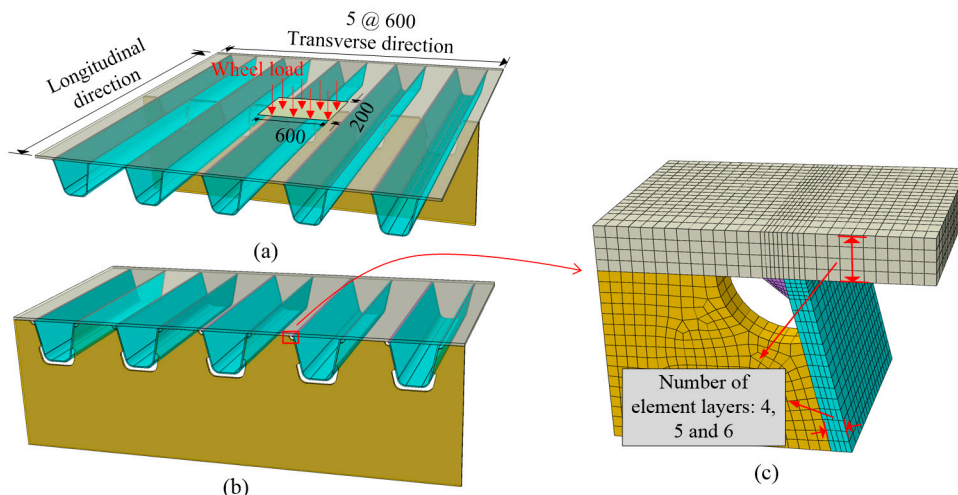 5 @ 600
Transverse direction
Longitudinal
direction
Wheel load
200
600
(a)
(b)
Number of
element layers: 4,
5 and 6
(c)